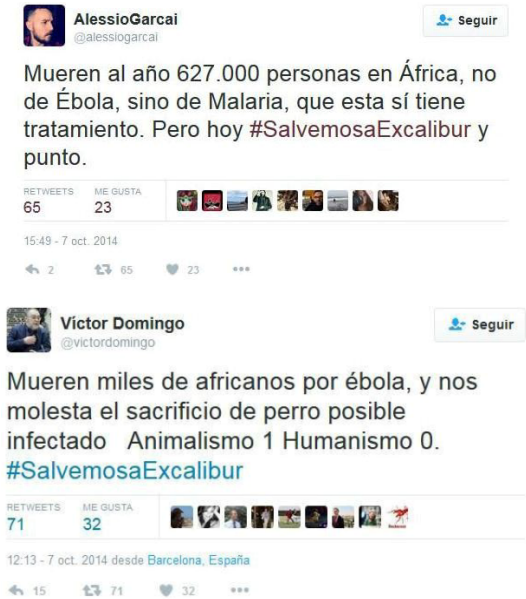 AlessioGarcai
@alessiogarcai
Seguir
Mueren al año 627.000 personas en África, no
de Ébola, sino de Malaria, que esta sí tiene
tratamiento. Pero hoy #SalvemosaExcalibur y
punto.
RETWEETS ME GUSTA
65 23
15:49 - 7 oct. 2014
2 65 23
Víctor Domingo
@victordomingo
Seguir
Mueren miles de africanos por ébola, y nos
molesta el sacrificio de perro posible
infectado Animalismo 1 Humanismo 0.
#SalvemosaExcalibur
RETWEETS ME GUSTA
71 32
12:13 - 7 oct. 2014 desde Barcelona, España
15 71 32